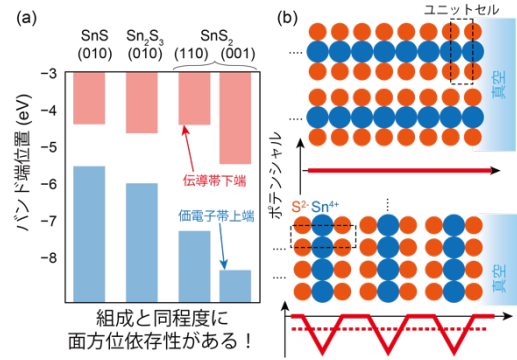 (a)
SnS
(010)
Sn₂S₃
(010)
SnS₂
(110) (001)
バンド端位置 (eV)
−3
−4
−5
−6
−7
−8
伝導帯下端
価電子帯上端
組成と同程度に
面方位依存性がある！
(b)
ユニットセル
真空
ポテンシャル
S²⁻ Sn⁴⁺
真空